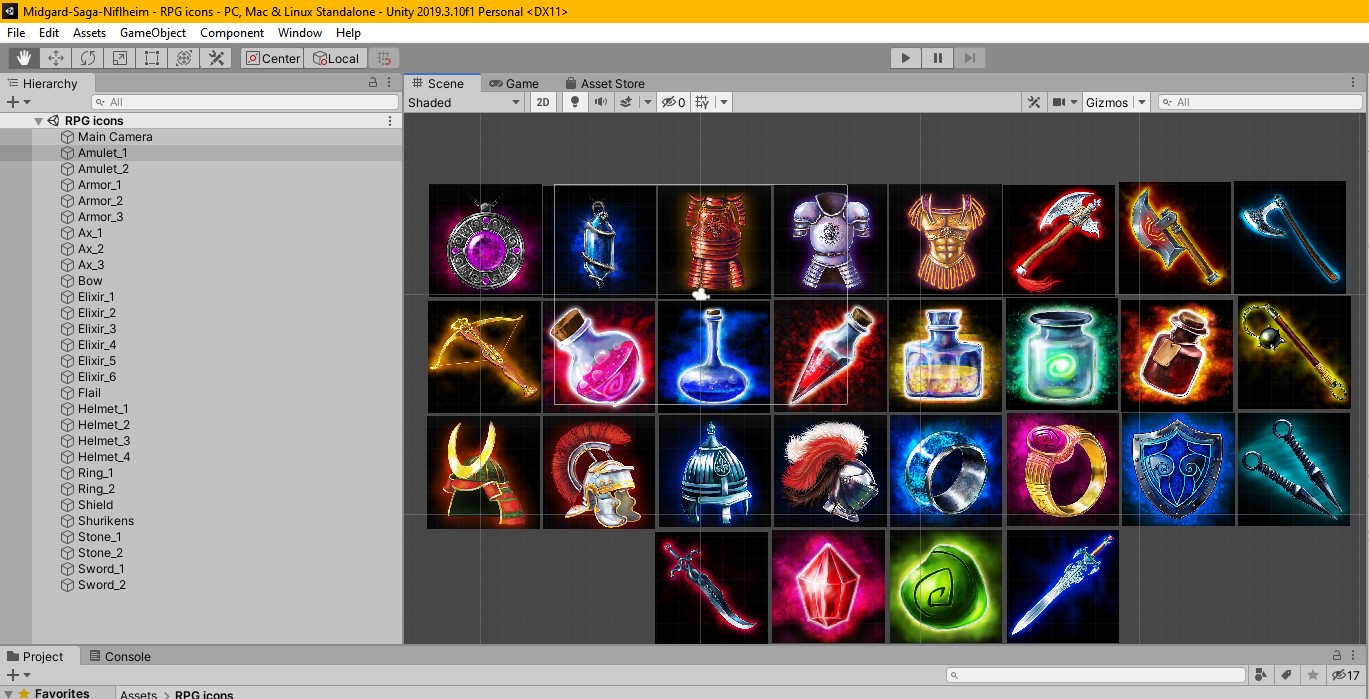 Midgard-Saga-Niflheim - RPG icons - PC, Mac & Linux Standalone - Unity 2019.3.10f1 Personal <DX11>
File Edit Assets GameObject Component Window Help
Center Local
Hierarchy
All
RPG icons
Main Camera
Amulet_1
Amulet_2
Armor_1
Armor_2
Armor_3
Ax_1
Ax_2
Ax_3
Bow
Elixir_1
Elixir_2
Elixir_3
Elixir_4
Elixir_5
Elixir_6
Flail
Helmet_1
Helmet_2
Helmet_3
Helmet_4
Ring_1
Ring_2
Shield
Shurikens
Stone_1
Stone_2
Sword_1
Sword_2
Scene Game Asset Store
Shaded 2D 0 Gizmos All
Project Console
17
Favorites
Assets > RPG icons